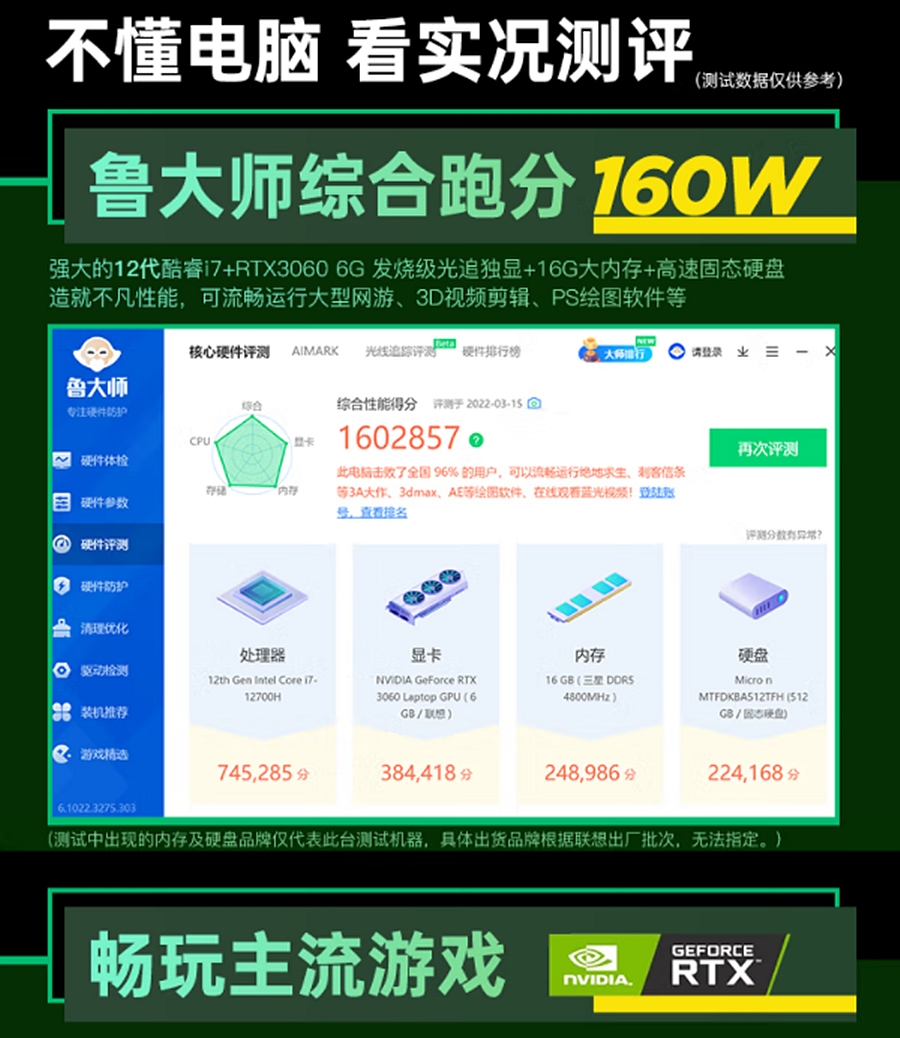 不懂电脑 看实况测评
(测试数据仅供参考)
鲁大师综合跑分 160W
强大的12代酷睿i7+RTX3060 6G 发烧级光追独显+16G大内存+高速固态硬盘
造就不凡性能，可流畅运行大型网游、3D视频剪辑、PS绘图软件等
鲁大师
专注硬件防护
硬件体检
硬件参数
硬件评测
硬件防护
清理优化
驱动检测
装机推荐
游戏精选
6.1022.3275.303
核心硬件评测 AIMARK 光线追踪评测 Beta 硬件排行榜 大师排行 NEW 请登录
综合
CPU
显卡
存储
内存
综合性能得分 评测于 2022-03-15
1602857 ?
此电脑击败了全国 96% 的用户，可以流畅运行绝地求生、刺客信条
等3A大作、3dmax、AE等绘图软件、在线观看蓝光视频！登陆账
号，查看排名
再次评测
评测分数有异常?
处理器
12th Gen Intel Core i7-
12700H
745,285 分
显卡
NVIDIA GeForce RTX
3060 Laptop GPU ( 6
GB / 联想 )
384,418 分
内存
16 GB ( 三星 DDR5
4800MHz )
248,986 分
硬盘
Micro n
MTFDKBA512TFH (512
GB / 固态硬盘)
224,168 分
(测试中出现的内存及硬盘品牌仅代表此台测试机器，具体出货品牌根据联想出厂批次，无法指定。)
畅玩主流游戏
NVIDIA.
GEFORCE
RTX™